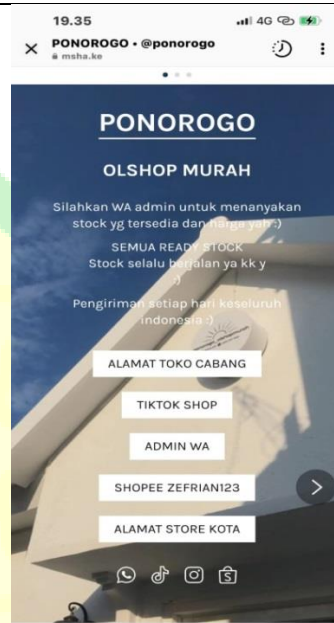 19.35
4G
PONOROGO • @ponorogo
msha.ke
PONOROGO
OLSHOP MURAH
Silahkan WA admin untuk menanyakan
stock yg tersedia dan harga yah :)
SEMUA READY STOCK
Stock selalu berjalan ya kk y
:)
Pengiriman setiap hari keseluruh
indonesia :)
ALAMAT TOKO CABANG
TIKTOK SHOP
ADMIN WA
SHOPEE ZEFRIAN123
ALAMAT STORE KOTA